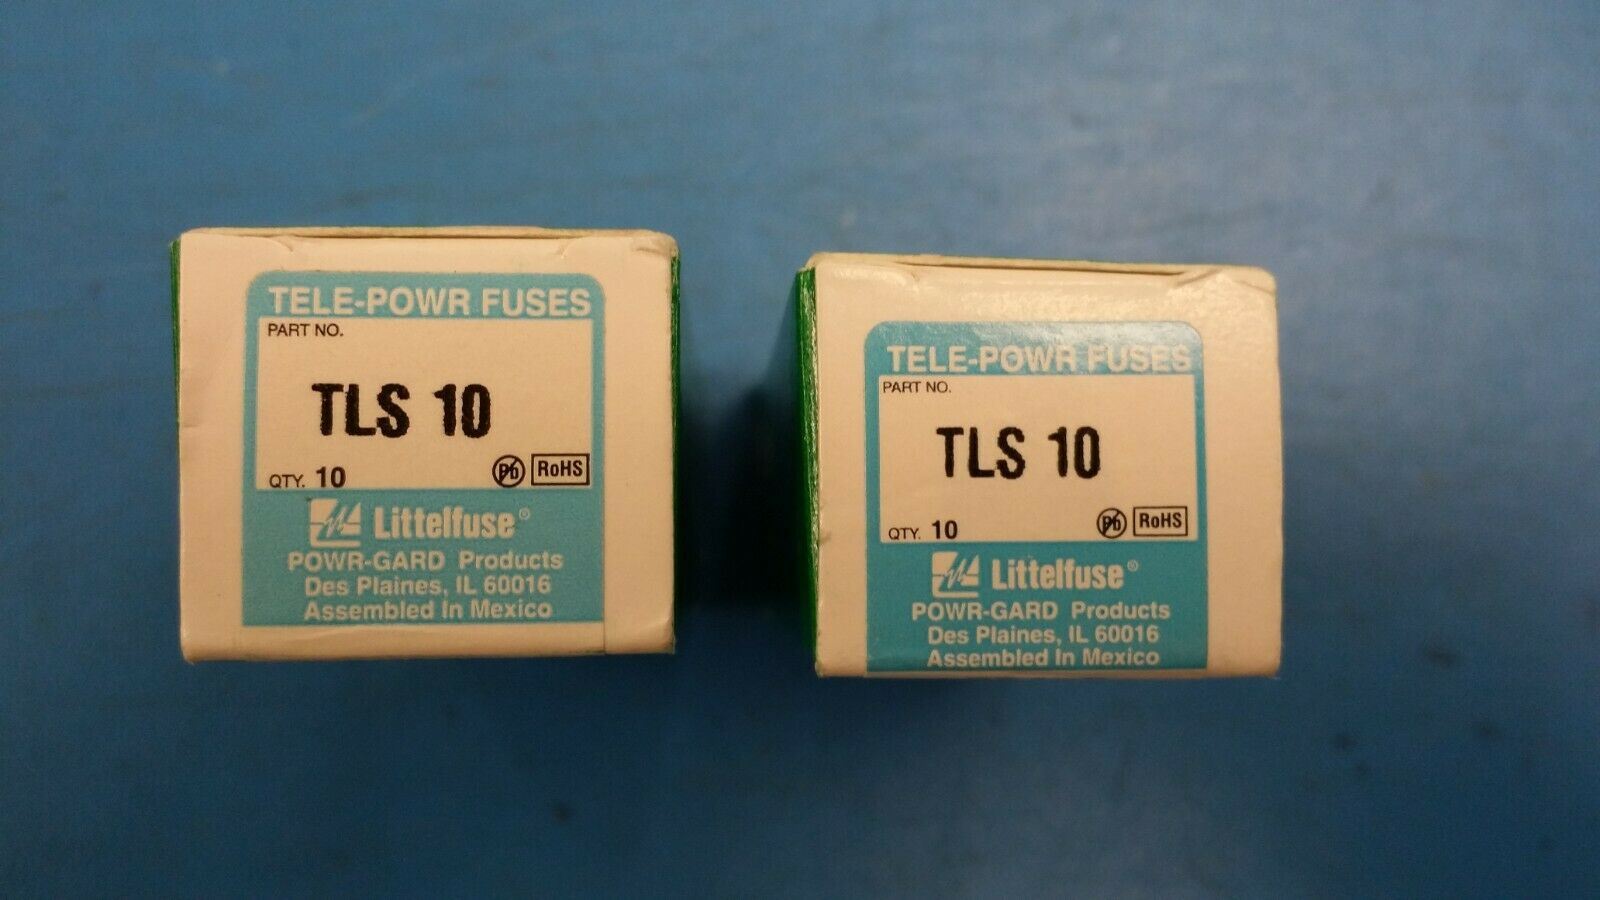 TELE-POWR FUSES
PART NO.
TLS 10
QTY. 10 Pb RoHS
Littelfuse®
POWR-GARD Products
Des Plaines, IL 60016
Assembled In Mexico
TELE-POWR FUSES
PART NO.
TLS 10
QTY. 10 Pb RoHS
Littelfuse®
POWR-GARD Products
Des Plaines, IL 60016
Assembled In Mexico